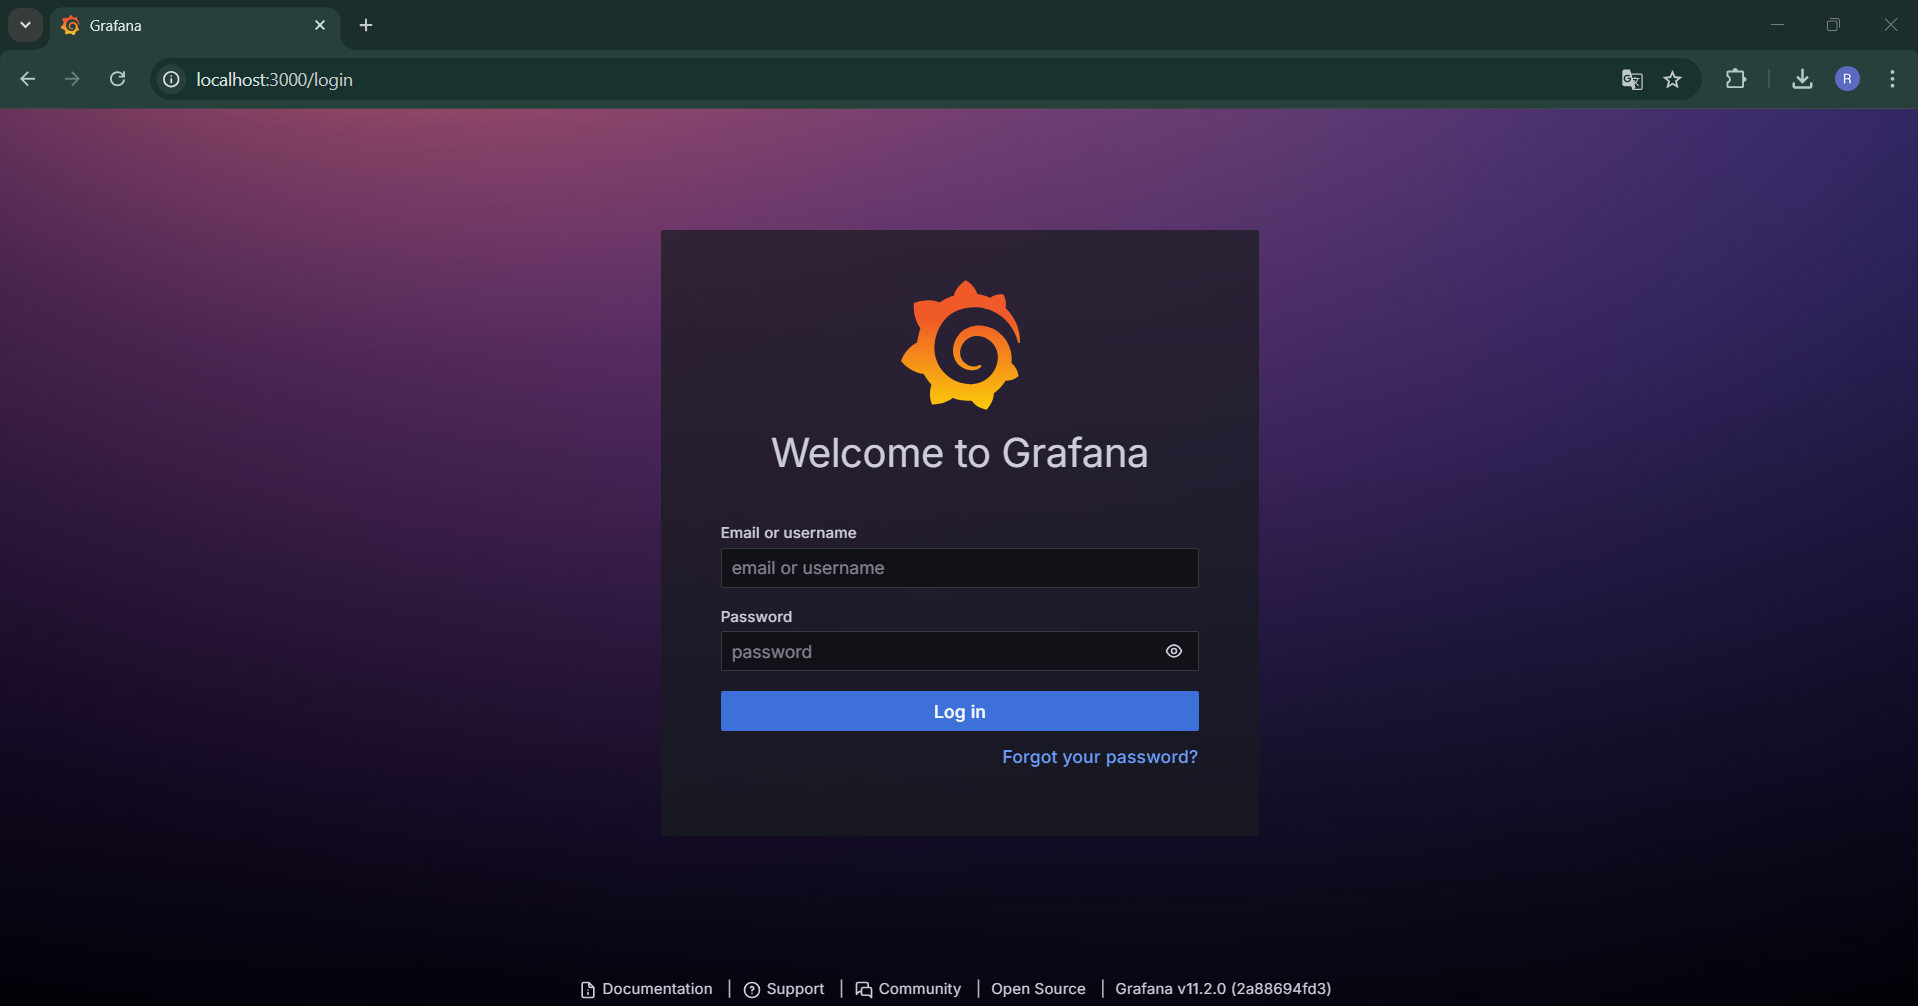 Grafana
localhost:3000/login
R
Welcome to Grafana
Email or username
email or username
Password
password
Log in
Forgot your password?
Documentation | Support | Community | Open Source | Grafana v11.2.0 (2a88694fd3)